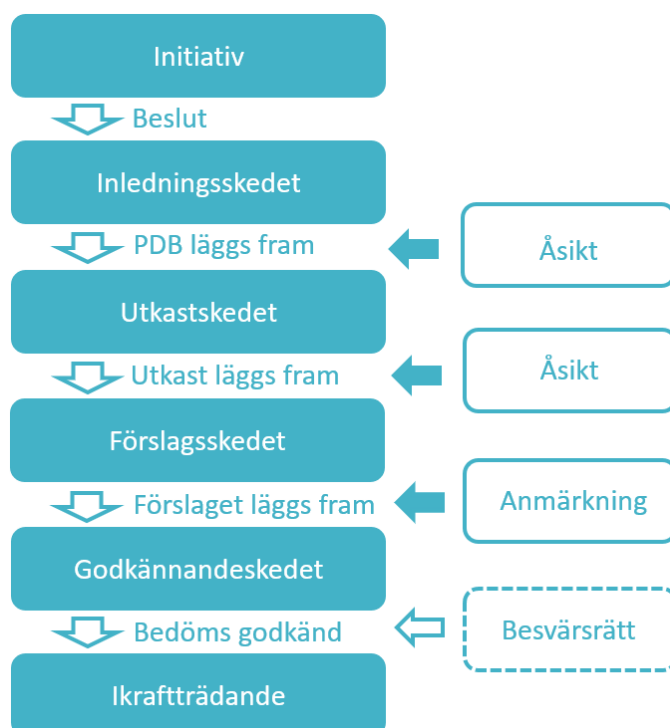 Initiativ
Beslut
Inledningsskedet
PDB läggs fram
Åsikt
Utkastskedet
Utkast läggs fram
Åsikt
Förslagsskedet
Förslaget läggs fram
Anmärkning
Godkännandeskedet
Bedöms godkänd
Besvärsrätt
Ikraftträdande